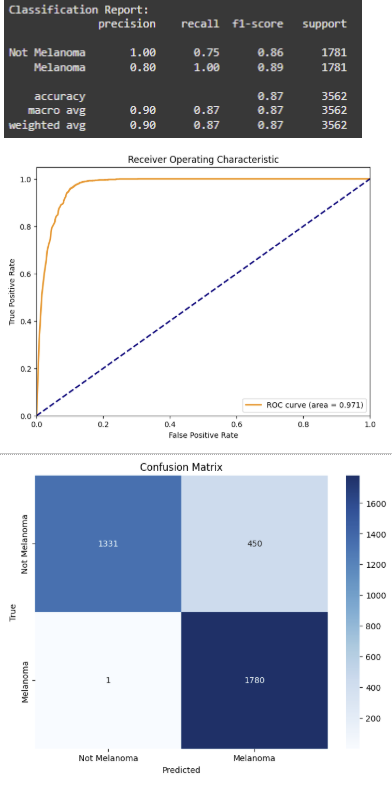 Classification Report:
precision recall f1-score support
Not Melanoma 1.00 0.75 0.86 1781
Melanoma 0.80 1.00 0.89 1781
accuracy 0.87 3562
macro avg 0.90 0.87 0.87 3562
weighted avg 0.90 0.87 0.87 3562
Receiver Operating Characteristic
1.0
0.8
0.6
0.4
0.2
0.0
True Positive Rate
ROC curve (area = 0.971)
0.0 0.2 0.4 0.6 0.8 1.0
False Positive Rate
Confusion Matrix
True
Not Melanoma
1331 450
Melanoma
1 1780
Not Melanoma Melanoma
Predicted
1600
1400
1200
1000
800
600
400
200